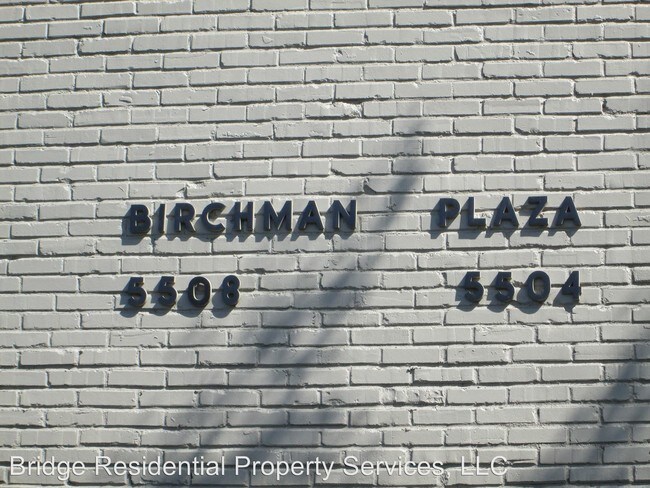 BIRCHMAN PLAZA
5508 5504
Bridge Residential Property Services, LLC